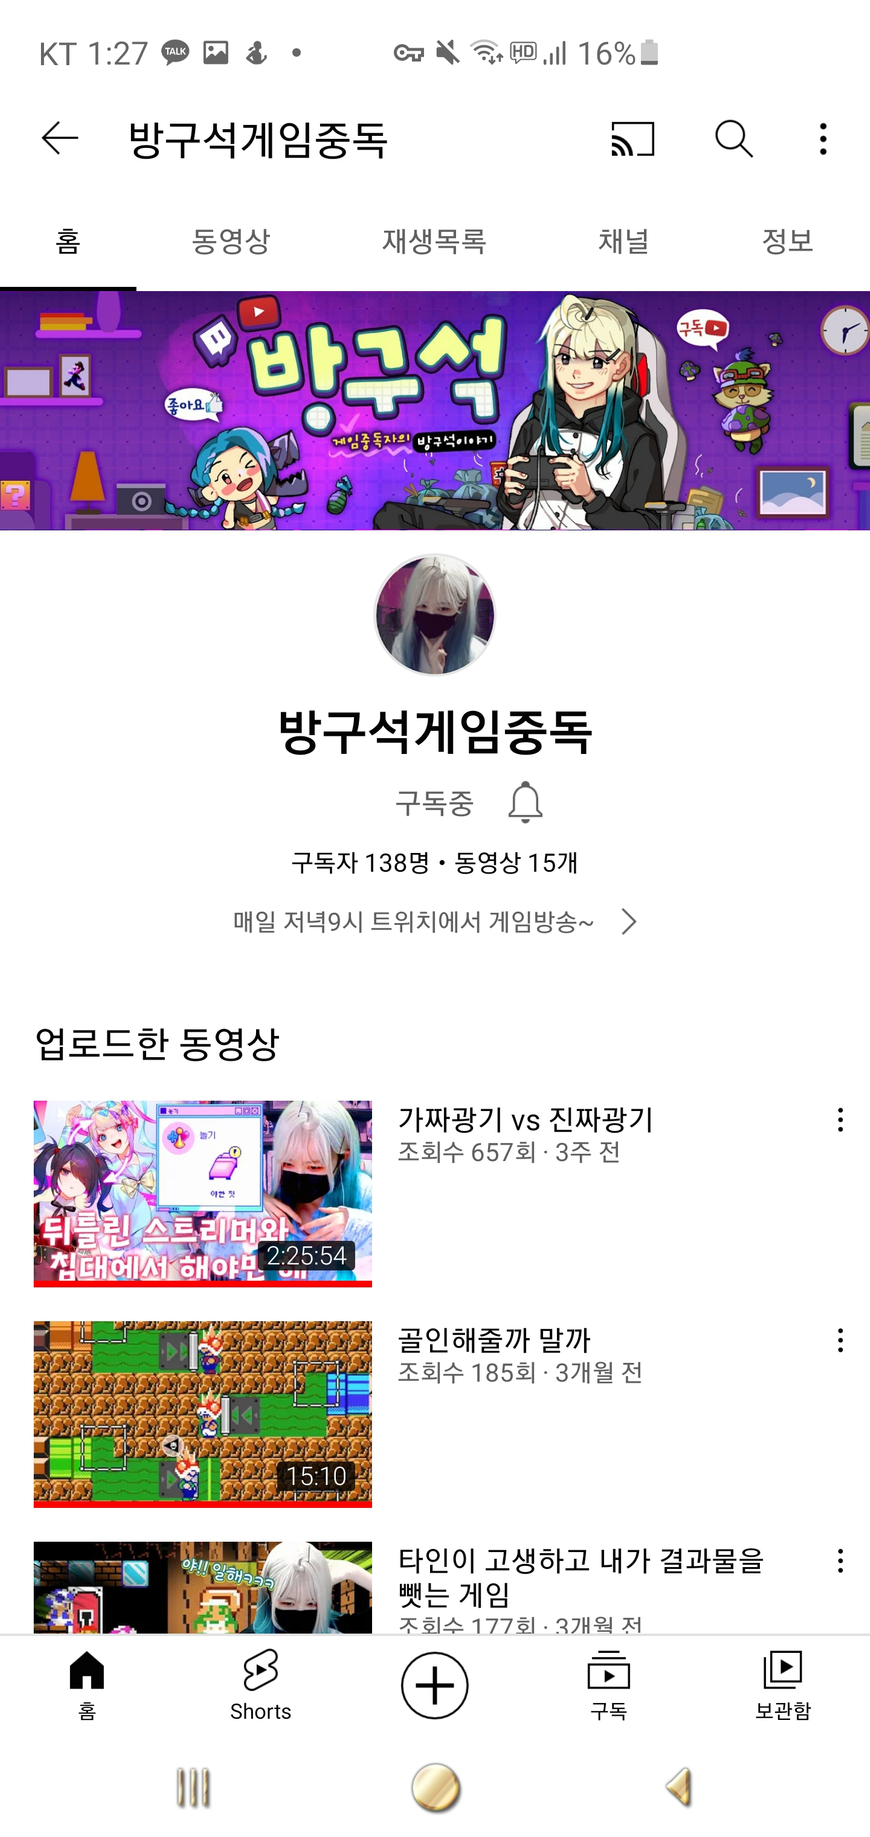 KT 1:27 TALK HD 16%
방구석게임중독
홈 동영상 재생목록 채널 정보
방구석
구독
좋아요
게임중독자의 방구석이야기
방구석게임중독
구독중
구독자 138명 • 동영상 15개
매일 저녁9시 트위치에서 게임방송~
업로드한 동영상
놀기
놀기
야한 짓
뒤틀린 스트리머와
침대에서 해야만 해
2:25:54
가짜광기 vs 진짜광기
조회수 657회 · 3주 전
15:10
골인해줄까 말까
조회수 185회 · 3개월 전
야!! 일해ㅋㅋㅋ
타인이 고생하고 내가 결과물을
뺏는 게임
조회수 177회 · 3개월 전
홈 Shorts 구독 보관함